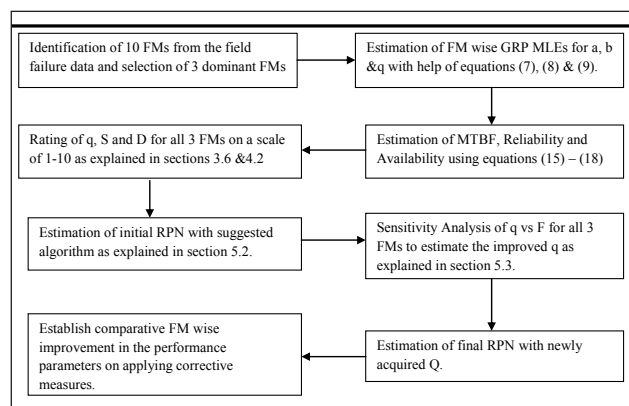 Identification of 10 FMs from the field
failure data and selection of 3 dominant FMs
Estimation of FM wise GRP MLEs for a, b
&q with help of equations (7), (8) & (9).
Rating of q, S and D for all 3 FMs on a scale
of 1-10 as explained in sections 3.6 &4.2
Estimation of MTBF, Reliability and
Availability using equations (15) – (18)
Estimation of initial RPN with suggested
algorithm as explained in section 5.2.
Sensitivity Analysis of q vs F for all 3
FMs to estimate the improved q as
explained in section 5.3.
Establish comparative FM wise
improvement in the performance
parameters on applying corrective
measures.
Estimation of final RPN with newly
acquired Q.